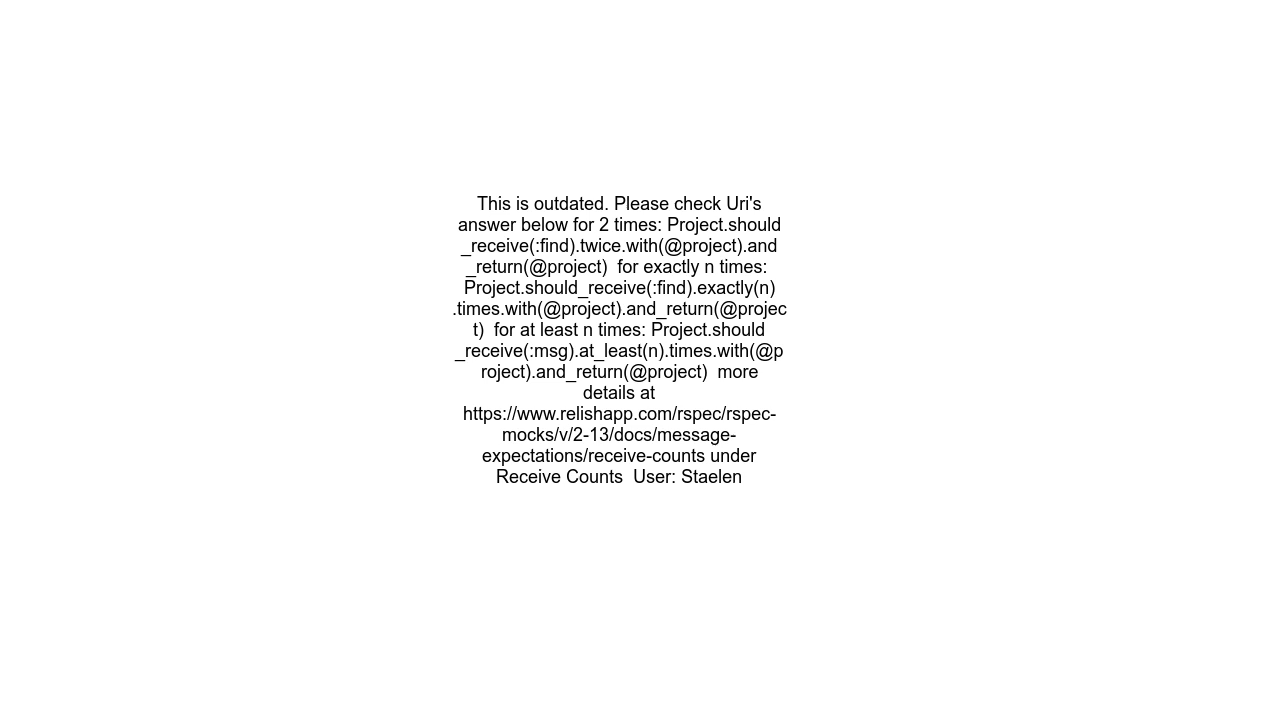 This is outdated. Please check Uri's
answer below for 2 times: Project.should
_receive(:find).twice.with(@project).and
_return(@project)  for exactly n times:
Project.should_receive(:find).exactly(n)
.times.with(@project).and_return(@projec
t)  for at least n times: Project.should
_receive(:msg).at_least(n).times.with(@p
roject).and_return(@project)  more
details at
https://www.relishapp.com/rspec/rspec-
mocks/v/2-13/docs/message-
expectations/receive-counts under
Receive Counts  User: Staelen